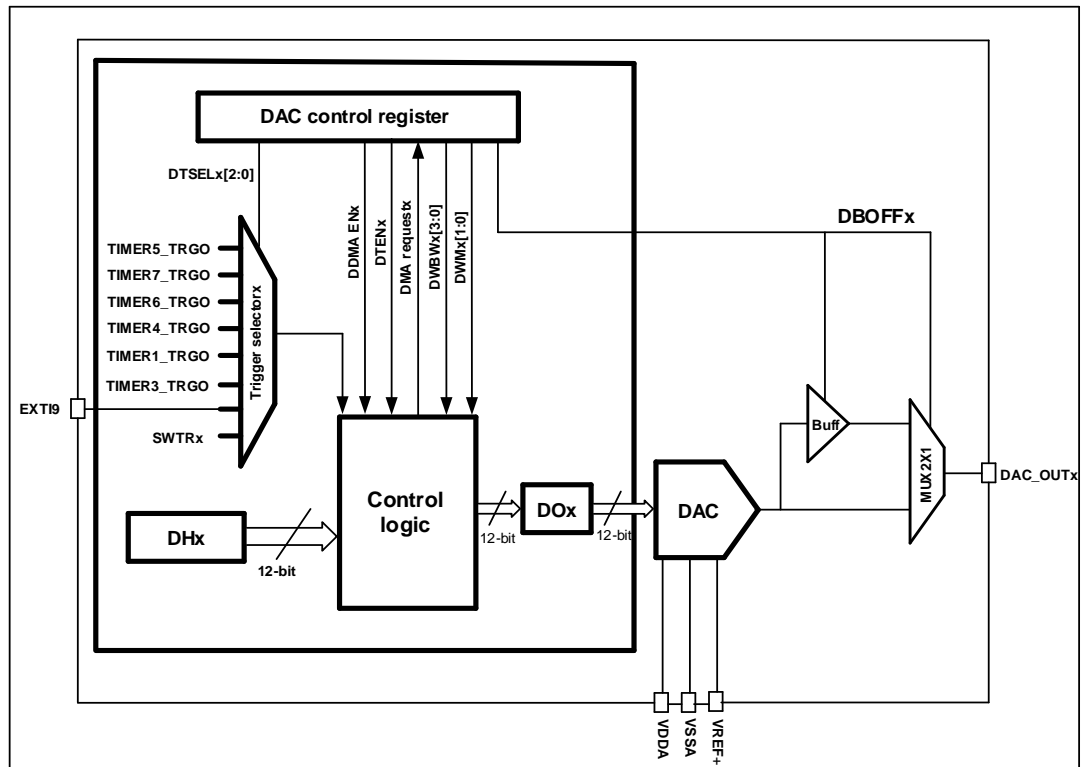 DAC control register
DTSELx[2:0]
DDMA ENx
DTENx
DMA requestx
DWBWx[3:0]
DWMx[1:0]
DBOFFx
TIMER5_TRGO
TIMER7_TRGO
TIMER6_TRGO
TIMER4_TRGO
TIMER1_TRGO
TIMER3_TRGO
EXTI9
SWTRx
Trigger selectorx
Buff
MUX2X1
DAC_OUTx
Control
logic
DHx
12-bit
12-bit
DOx
12-bit
DAC
VDDA
VSSA
VREF+